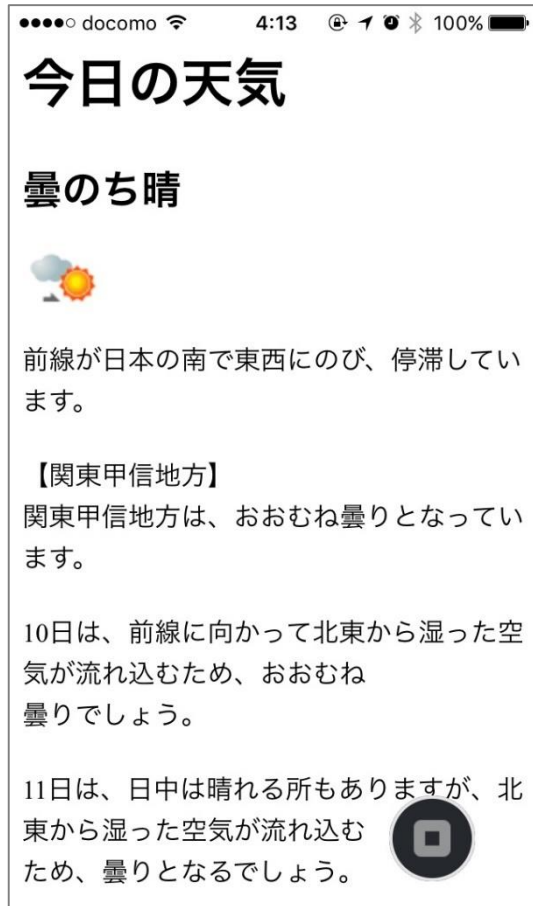 docomo 4:13 100%
今日の天気
曇のち晴
前線が日本の南で東西にのび、停滞してい
ます。
【関東甲信地方】
関東甲信地方は、おおむね曇りとなってい
ます。
10日は、前線に向かって北東から湿った空
気が流れ込むため、おおむね
曇りでしょう。
11日は、日中は晴れる所もありますが、北
東から湿った空気が流れ込む
ため、曇りとなるでしょう。